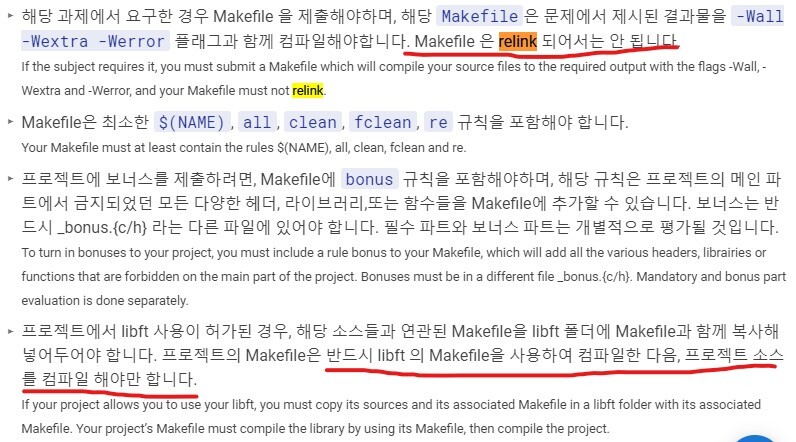 ▸ 해당 과제에서 요구한 경우 Makefile 을 제출해야하며, 해당 Makefile 은 문제에서 제시된 결과물을 -Wall
-Wextra -Werror 플래그과 함께 컴파일해야합니다. Makefile 은 relink 되어서는 안 됩니다.
If the subject requires it, you must submit a Makefile which will compile your source files to the required output with the flags -Wall, -
Wextra and -Werror, and your Makefile must not relink.
▸ Makefile은 최소한 $(NAME) , all , clean , fclean , re 규칙을 포함해야 합니다.
Your Makefile must at least contain the rules $(NAME), all, clean, fclean and re.
▸ 프로젝트에 보너스를 제출하려면, Makefile에 bonus 규칙을 포함해야하며, 해당 규칙은 프로젝트의 메인 파
트에서 금지되었던 모든 다양한 헤더, 라이브러리,또는 함수들을 Makefile에 추가할 수 있습니다. 보너스는 반
드시 _bonus.{c/h} 라는 다른 파일에 있어야 합니다. 필수 파트와 보너스 파트는 개별적으로 평가될 것입니다.
To turn in bonuses to your project, you must include a rule bonus to your Makefile, which will add all the various headers, librairies or
functions that are forbidden on the main part of the project. Bonuses must be in a different file _bonus.{c/h}. Mandatory and bonus part
evaluation is done separately.
▸ 프로젝트에서 libft 사용이 허가된 경우, 해당 소스들과 연관된 Makefile을 libft 폴더에 Makefile과 함께 복사해
넣어두어야 합니다. 프로젝트의 Makefile은 반드시 libft 의 Makefile을 사용하여 컴파일한 다음, 프로젝트 소스
를 컴파일 해야만 합니다.
If your project allows you to use your libft, you must copy its sources and its associated Makefile in a libft folder with its associated
Makefile. Your project's Makefile must compile the library by using its Makefile, then compile the project.